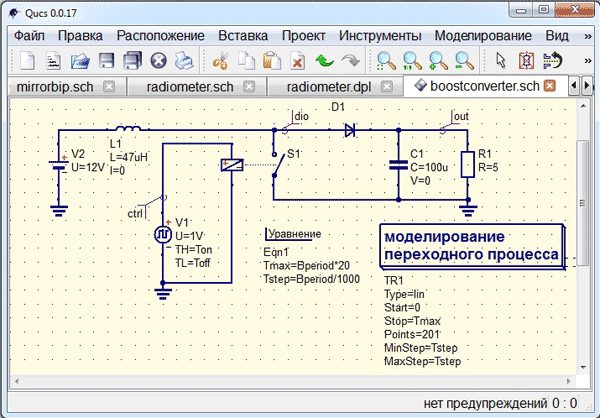 Qucs 0.0.17
Файл Правка Расположение Вставка Проект Инструменты Моделирование Вид »
mirrorbip.sch radiometer.sch radiometer.dpl boostconverter.sch
dio
D1
out
L1
L=47uH
I=0
V2
U=12V
S1
C1
C=100u
V=0
R1
R=5
ctrl
V1
U=1V
TH=Ton
TL=Toff
Уравнение
Eqn1
Tmax=Bperiod*20
Tstep=Bperiod/1000
моделирование
переходного процесса
TR1
Type=lin
Start=0
Stop=Tmax
Points=201
MinStep=Tstep
MaxStep=Tstep
нет предупреждений 0 : 0